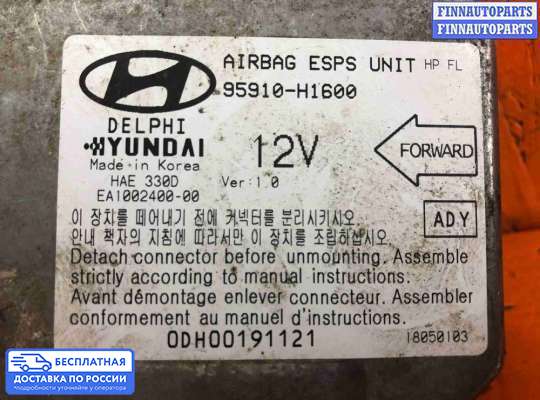 FINNAUTOPARTS
FINNAUTOPARTS
AIRBAG ESPS UNIT HP FL
95910-H1600
DELPHI
HYUNDAI
Made in Korea
12V
FORWARD
HAE 330D
Ver:1.0
EA1002400-00
ADY
이 장치를 떼어내기 전에 커넥터를 분리시키시오.
안내 책자의 지침에 따라서만 이 장치를 조립하십시오.
Detach connector before unmounting. Assemble
strictly according to manual instructions.
Avant démontage enlever connecteur. Assembler
conformement au manuel d'instructions.
0DH00191121
18050103
БЕСПЛАТНАЯ
ДОСТАВКА ПО РОССИИ
*подробности уточняйте у оператора